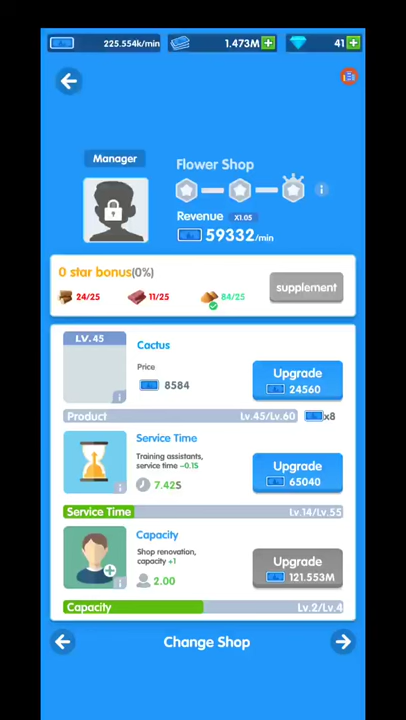 225.554k/min
1.473M
41
Manager
Flower Shop
Revenue X1.05
59332/min
0 star bonus(0%)
24/25
11/25
84/25
supplement
LV.45
Cactus
Price
8584
Upgrade
24560
Product
Lv.45/Lv.60
x8
Service Time
Training assistants,
service time -0.1S
7.42S
Upgrade
65040
Service Time
Lv.14/Lv.55
Capacity
Shop renovation,
capacity +1
2.00
Upgrade
121.553M
Capacity
Lv.2/Lv.4
Change Shop